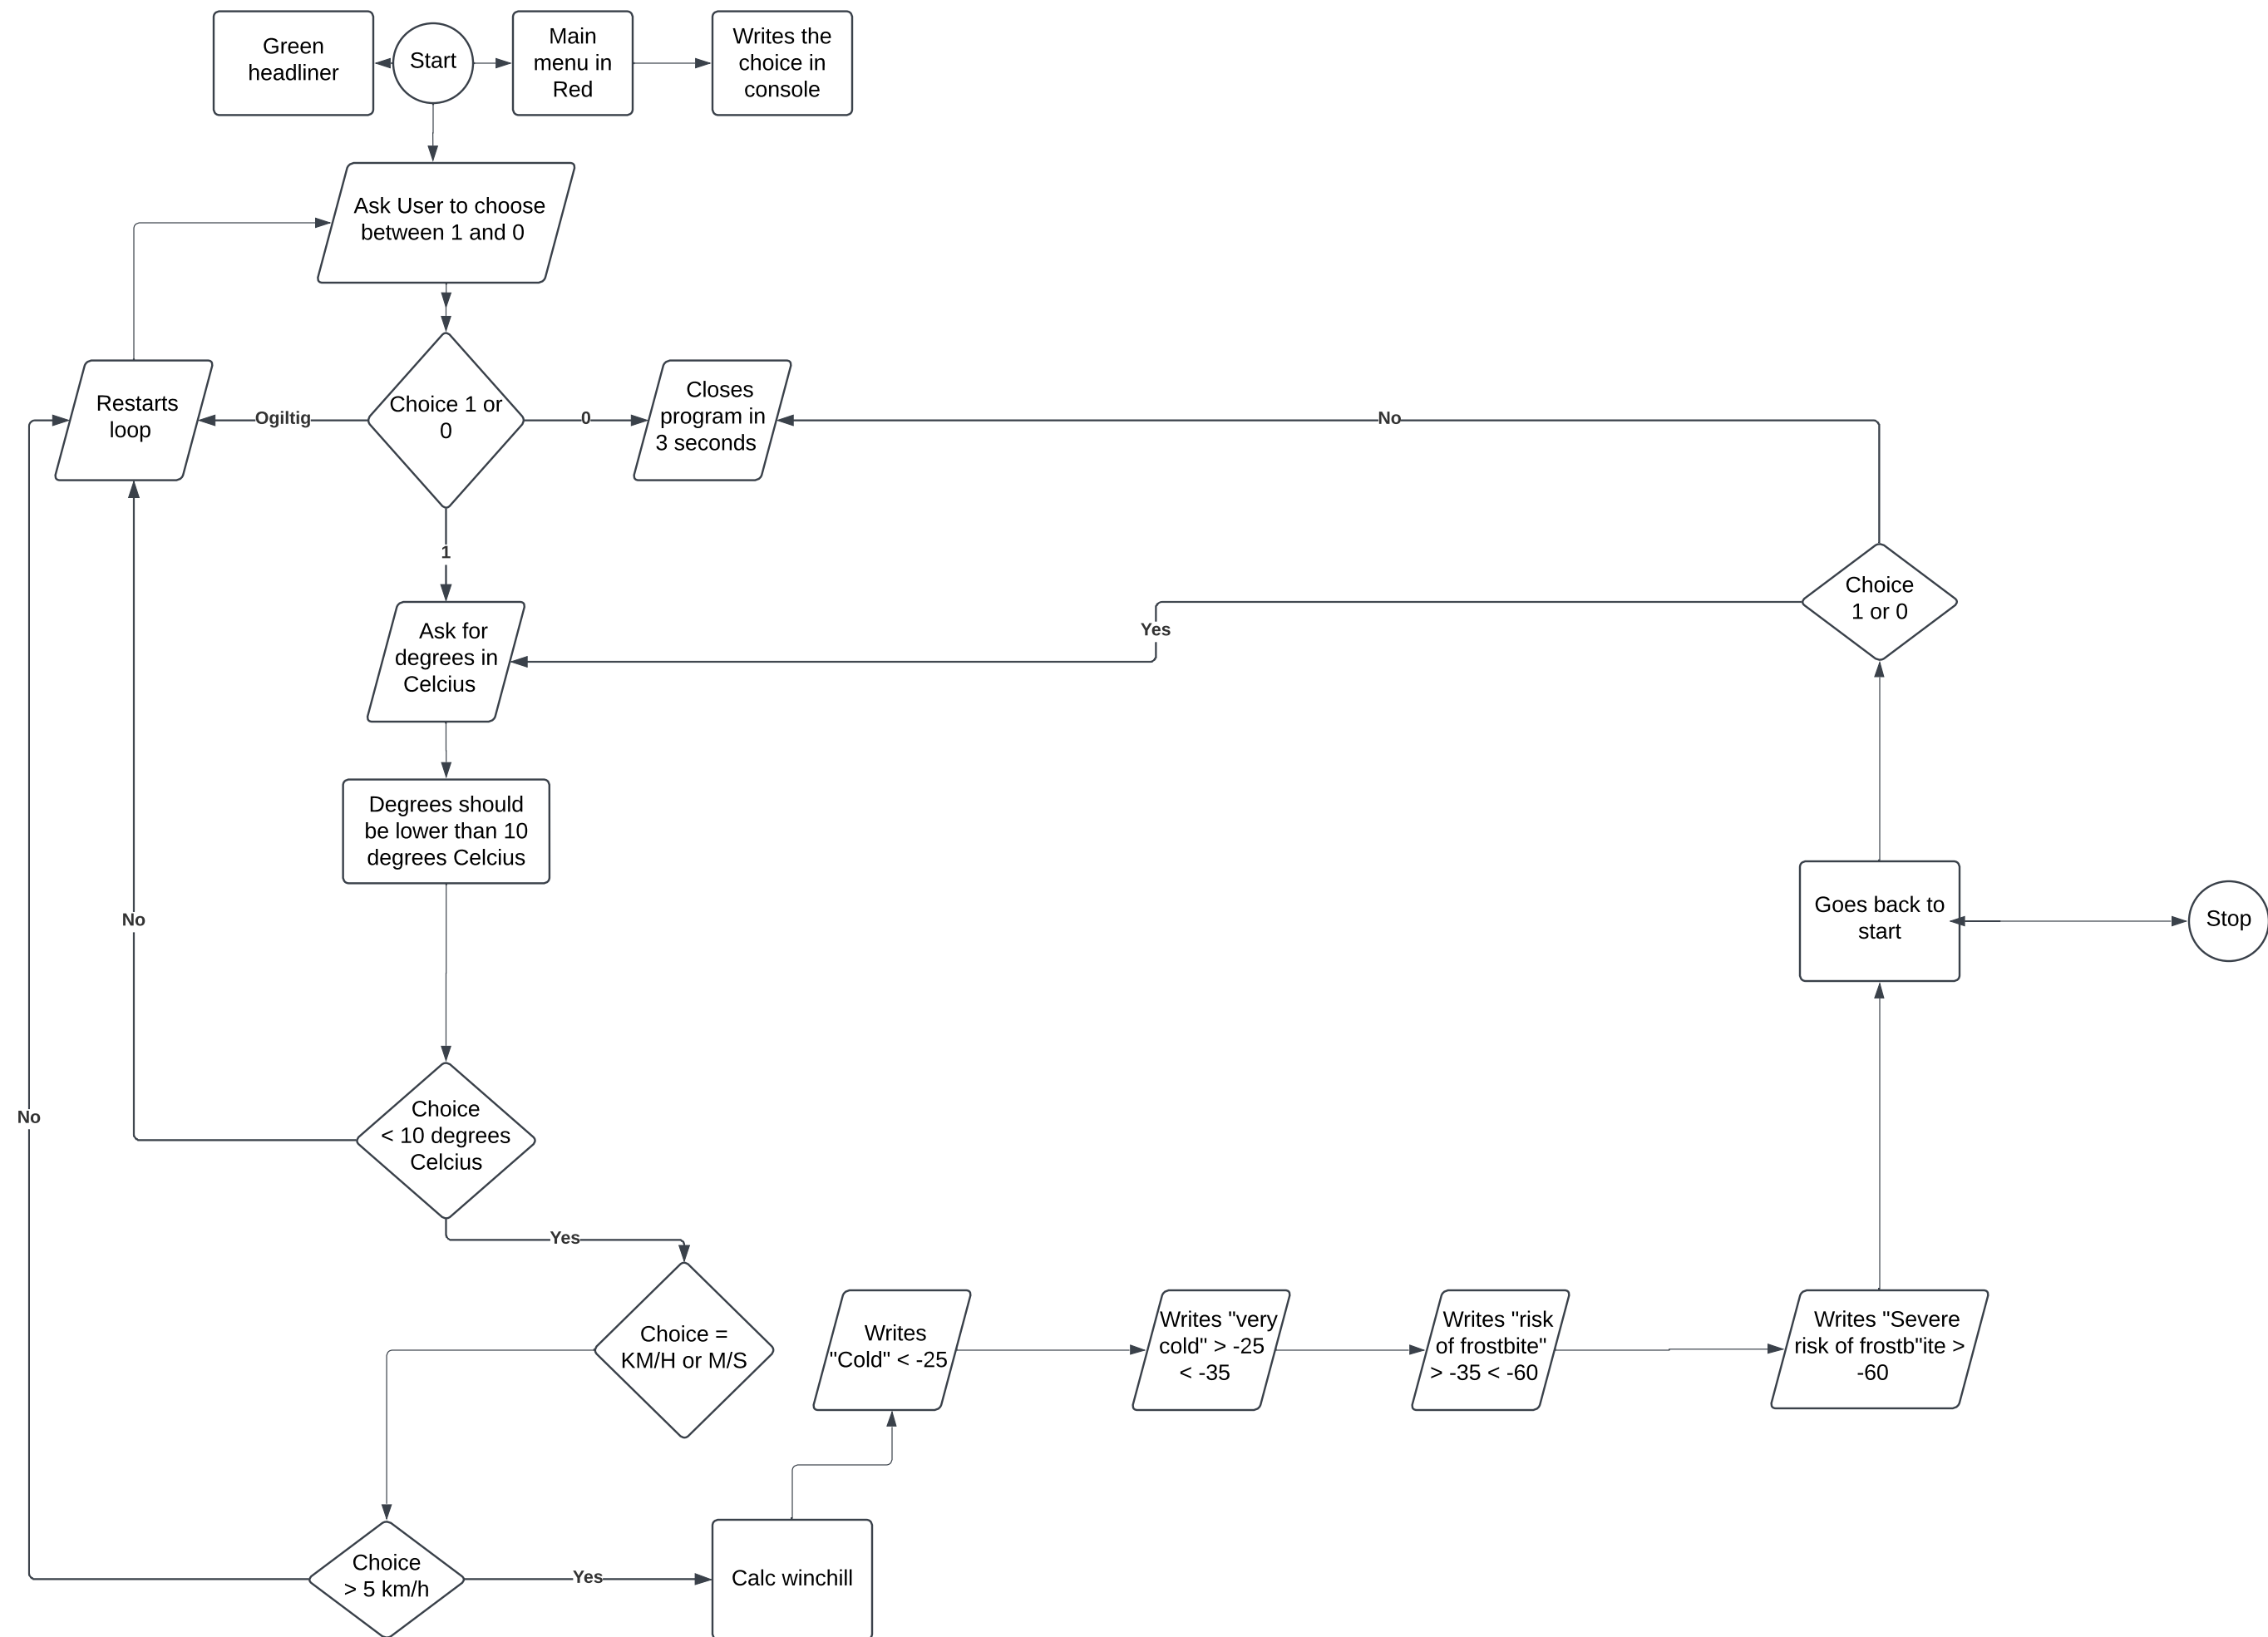 Green
headliner
Start
Main
menu in
Red
Writes the
choice in
console
Ask User to choose
between 1 and 0
Restarts
loop
Ogiltig
Choice 1 or
0
0
Closes
program in
3 seconds
No
1
Choice
1 or 0
Yes
Ask for
degrees in
Celcius
Degrees should
be lower than 10
degrees Celcius
Goes back to
start
Stop
No
No
Choice
< 10 degrees
Celcius
Yes
Choice =
KM/H or M/S
Writes
"Cold" < -25
Writes "very
cold" > -25
< -35
Writes "risk
of frostbite"
> -35 < -60
Writes "Severe
risk of frostb"ite >
-60
Choice
> 5 km/h
Yes
Calc winchill